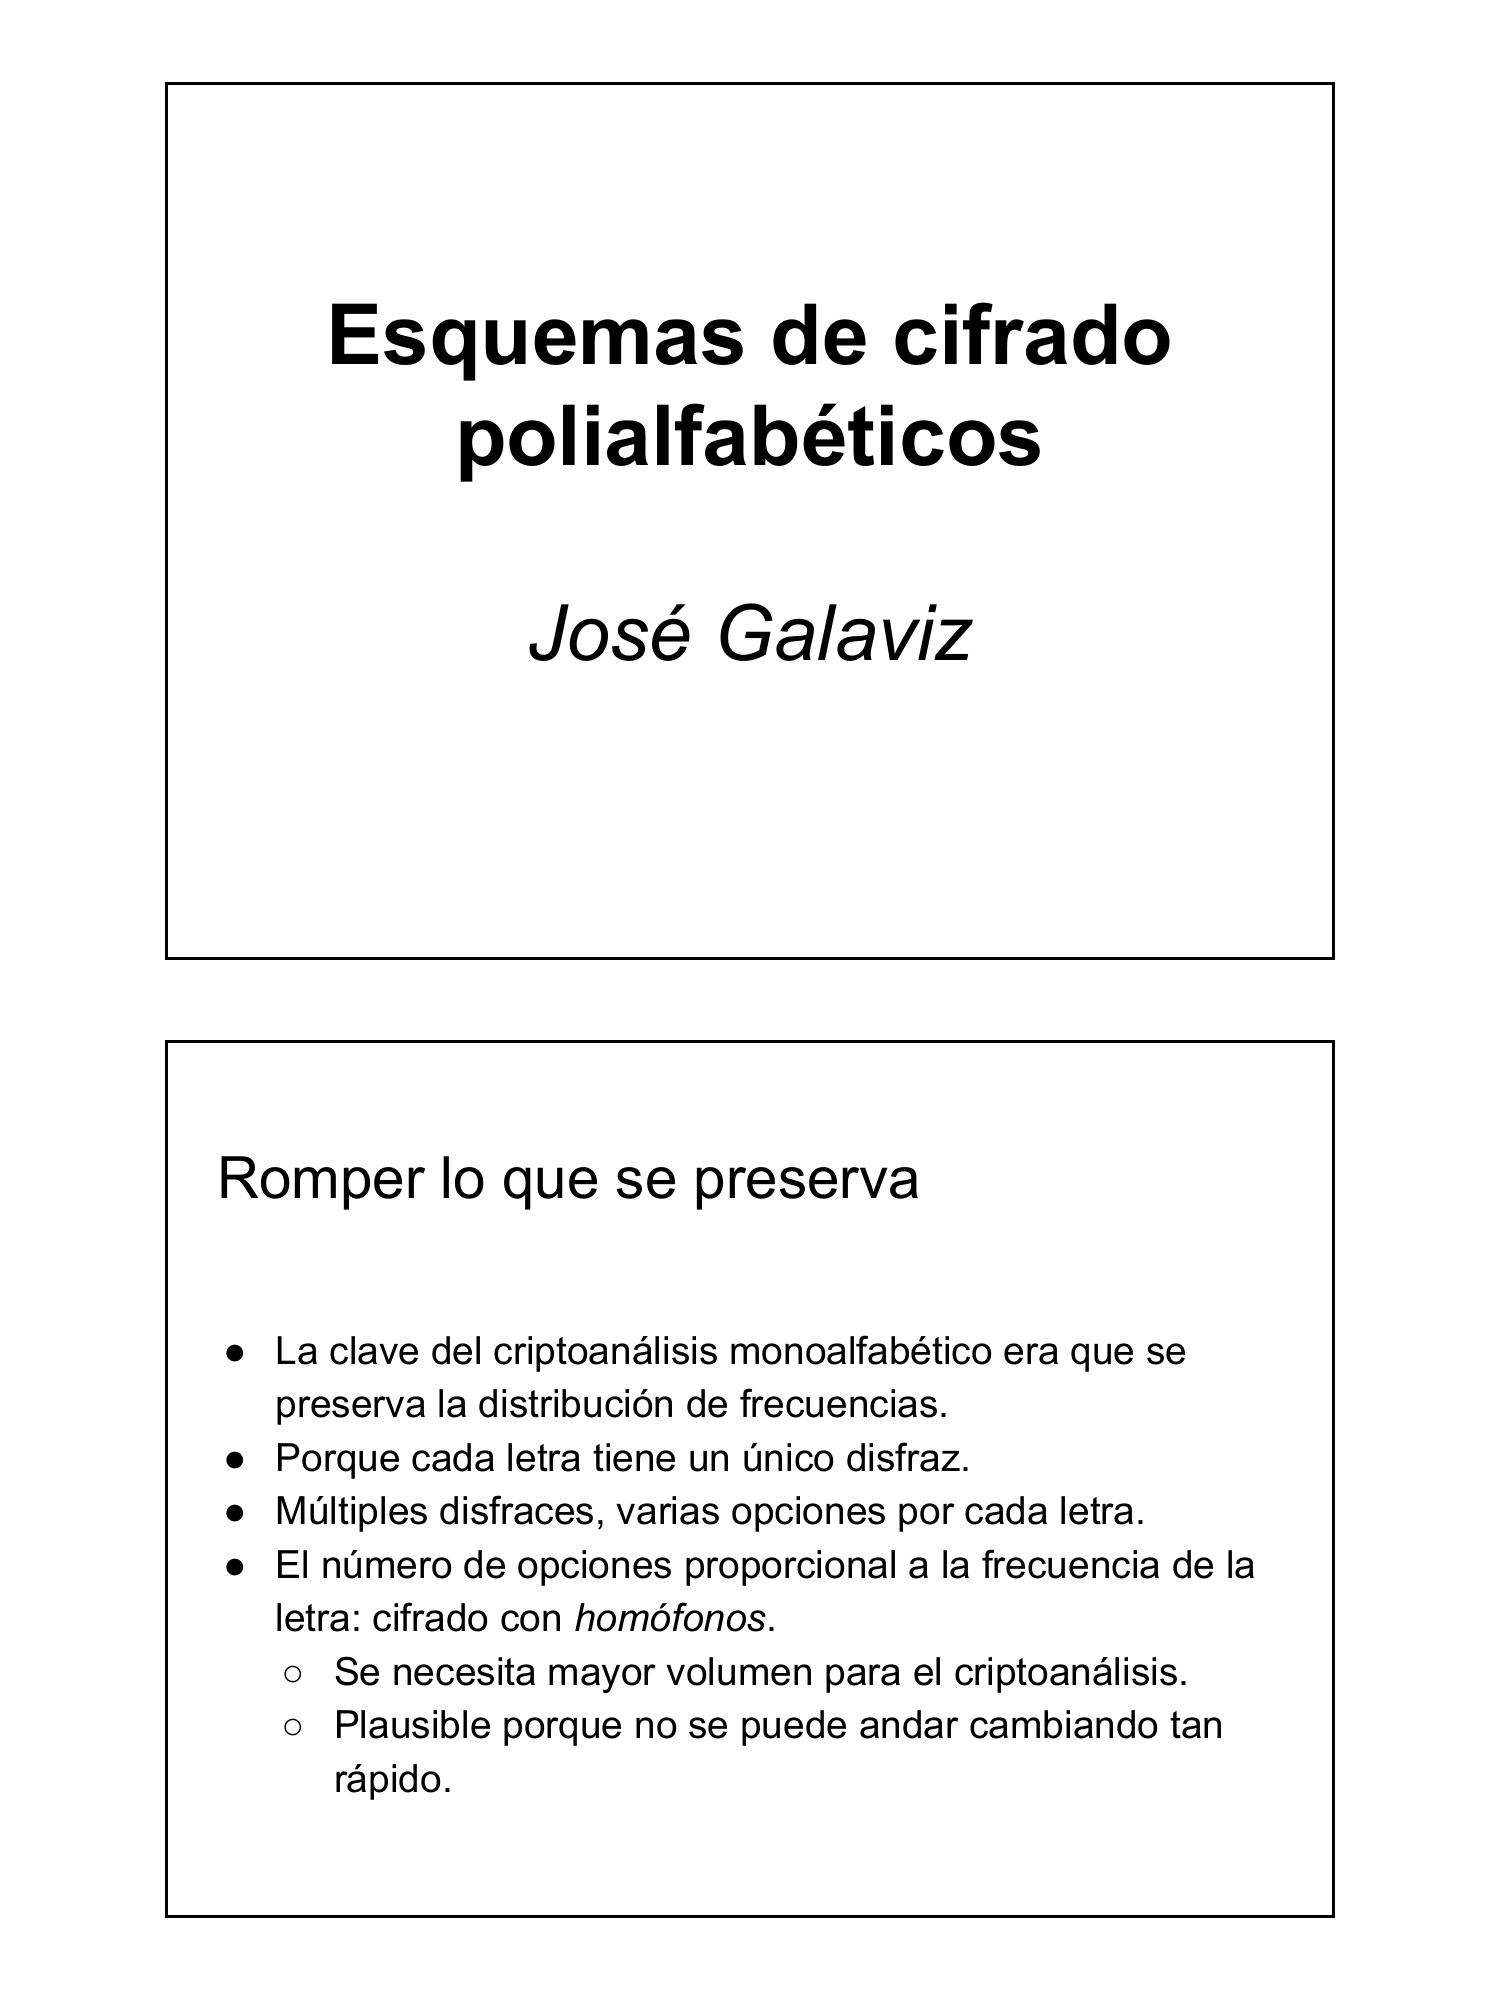 Esquemas de cifrado
polialfabéticos
José Galaviz
Romper lo que se preserva
● La clave del criptoanálisis monoalfabético era que se
preserva la distribución de frecuencias.
● Porque cada letra tiene un único disfraz.
● Múltiples disfraces, varias opciones por cada letra.
● El número de opciones proporcional a la frecuencia de la
letra: cifrado con homófonos.
○ Se necesita mayor volumen para el criptoanálisis.
○ Plausible porque no se puede andar cambiando tan
rápido.